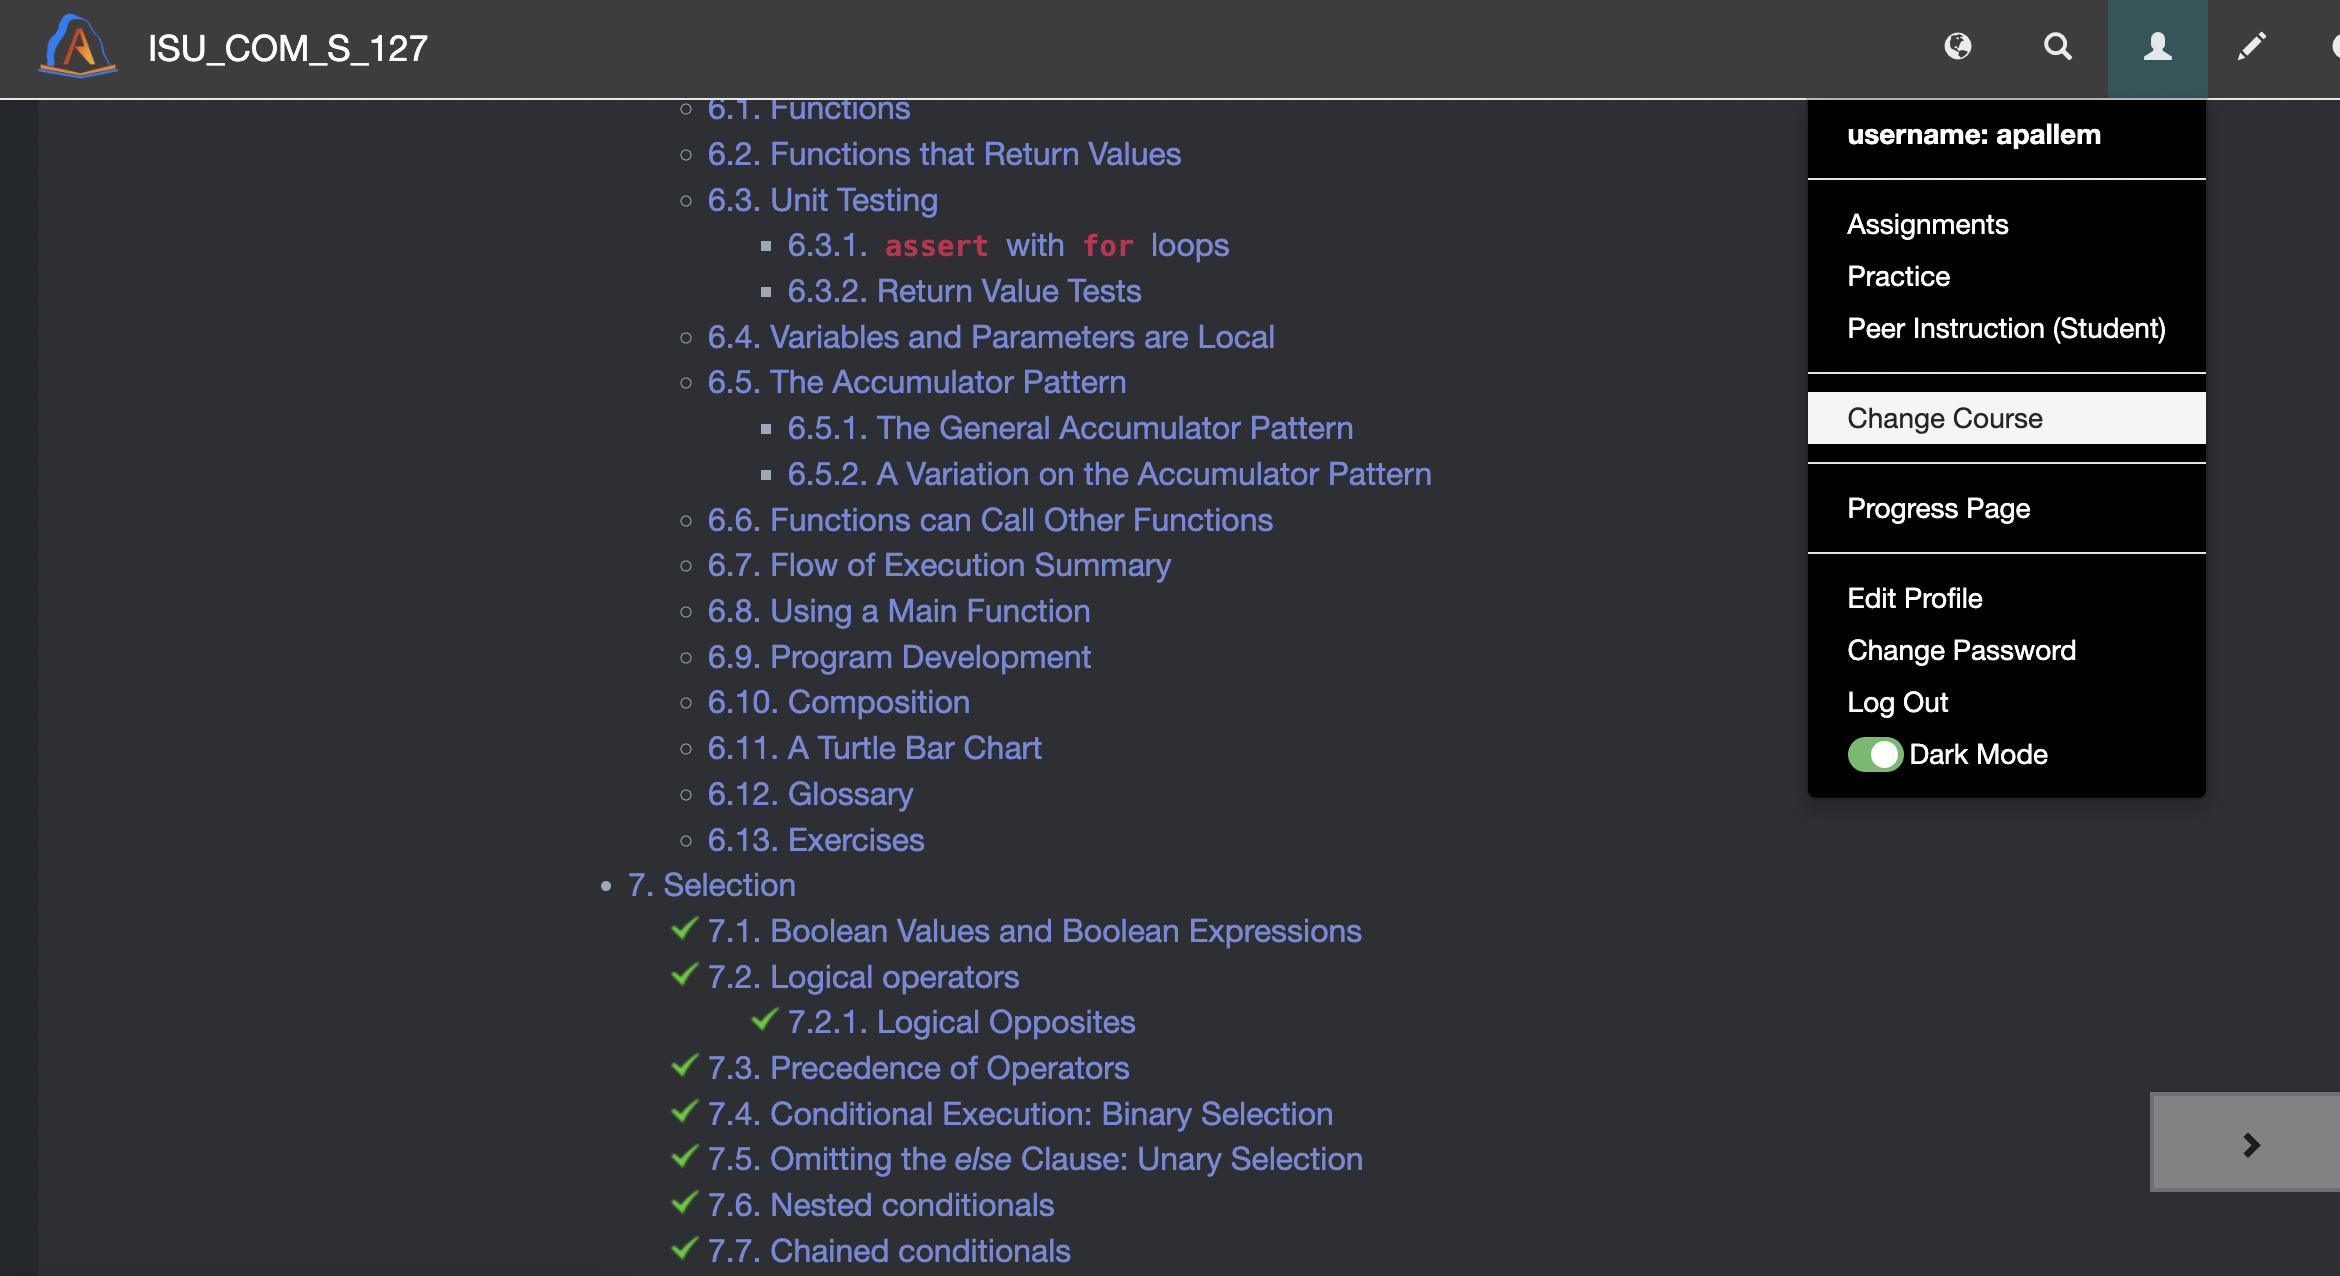 ISU_COM_S_127
6.1. Functions
6.2. Functions that Return Values
6.3. Unit Testing
6.3.1. assert with for loops
6.3.2. Return Value Tests
6.4. Variables and Parameters are Local
6.5. The Accumulator Pattern
6.5.1. The General Accumulator Pattern
6.5.2. A Variation on the Accumulator Pattern
6.6. Functions can Call Other Functions
6.7. Flow of Execution Summary
6.8. Using a Main Function
6.9. Program Development
6.10. Composition
6.11. A Turtle Bar Chart
6.12. Glossary
6.13. Exercises
7. Selection
7.1. Boolean Values and Boolean Expressions
7.2. Logical operators
7.2.1. Logical Opposites
7.3. Precedence of Operators
7.4. Conditional Execution: Binary Selection
7.5. Omitting the else Clause: Unary Selection
7.6. Nested conditionals
7.7. Chained conditionals
username: apallem
Assignments
Practice
Peer Instruction (Student)
Change Course
Progress Page
Edit Profile
Change Password
Log Out
Dark Mode